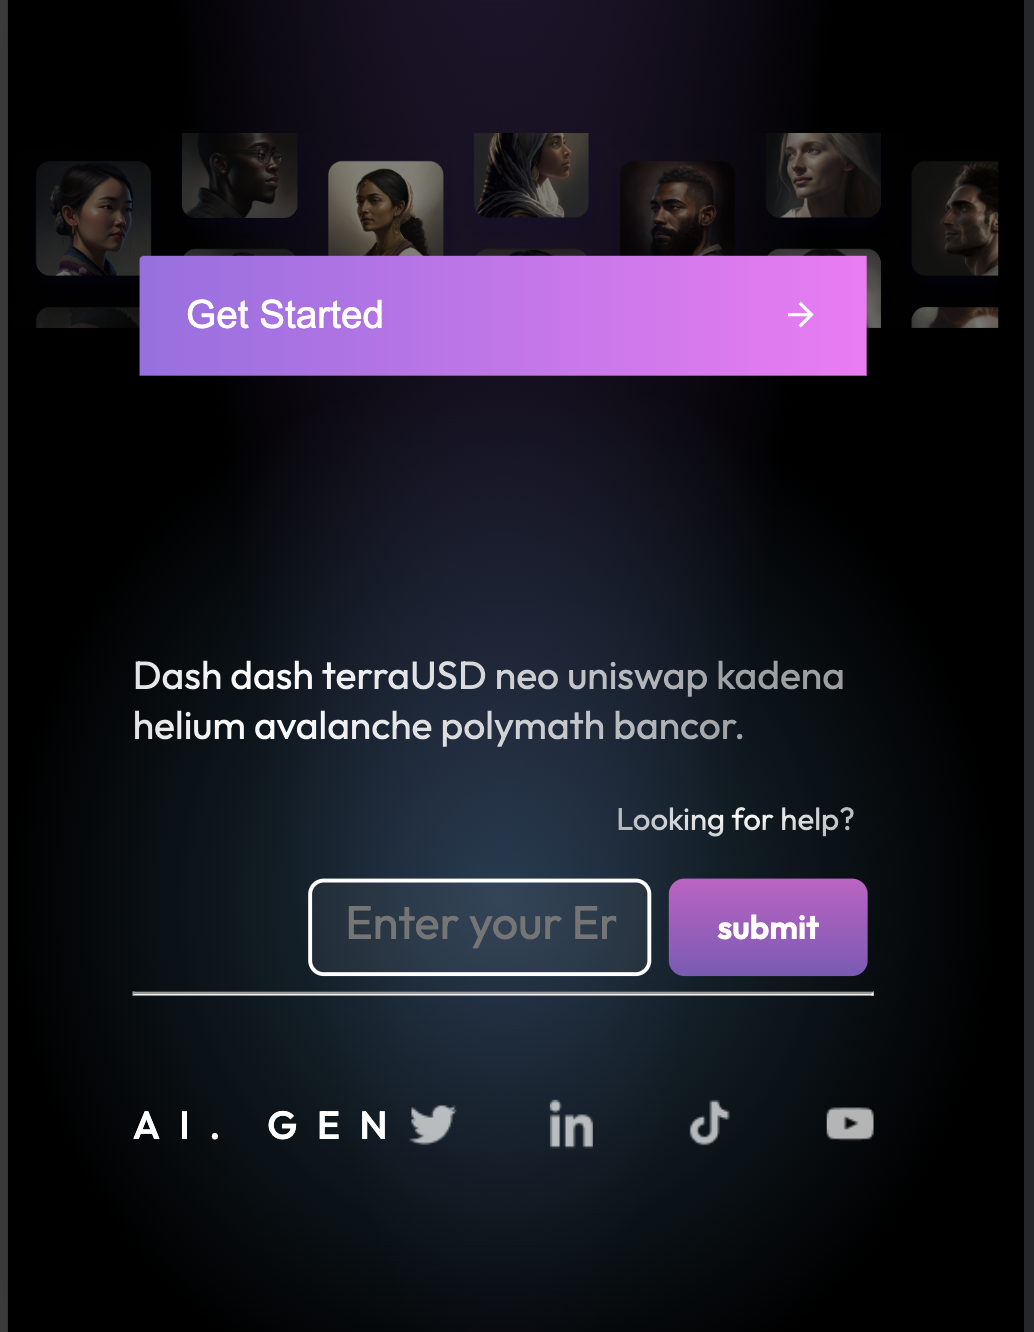 Get Started
Dash dash terraUSD neo uniswap kadena
helium avalanche polymath bancor.
Looking for help?
Enter your Er
submit
AI. GEN
in